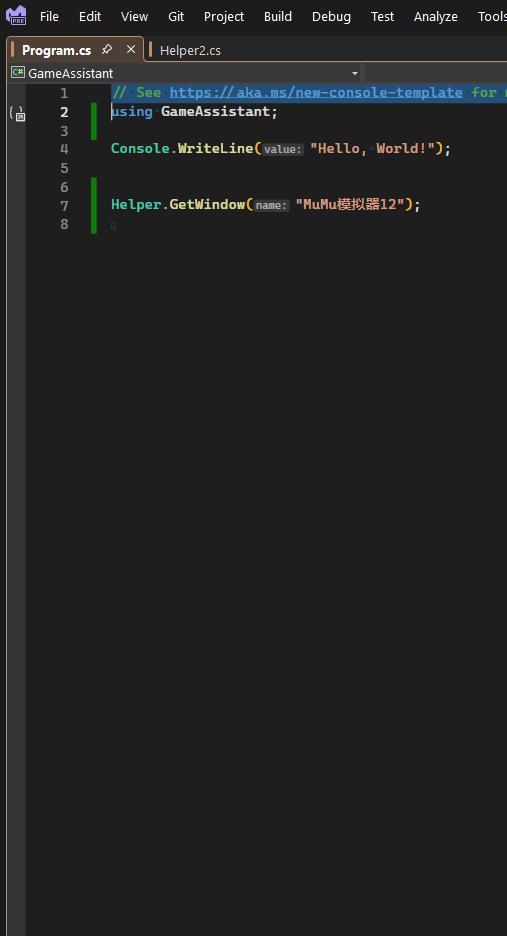 PRE
File Edit View Git Project Build Debug Test Analyze Tools
Program.cs Helper2.cs
C# GameAssistant
1 // See https://aka.ms/new-console-template for
2 using GameAssistant;
3
4 Console.WriteLine(value: "Hello, World!");
5
6
7 Helper.GetWindow(name: "MuMu模拟器12");
8